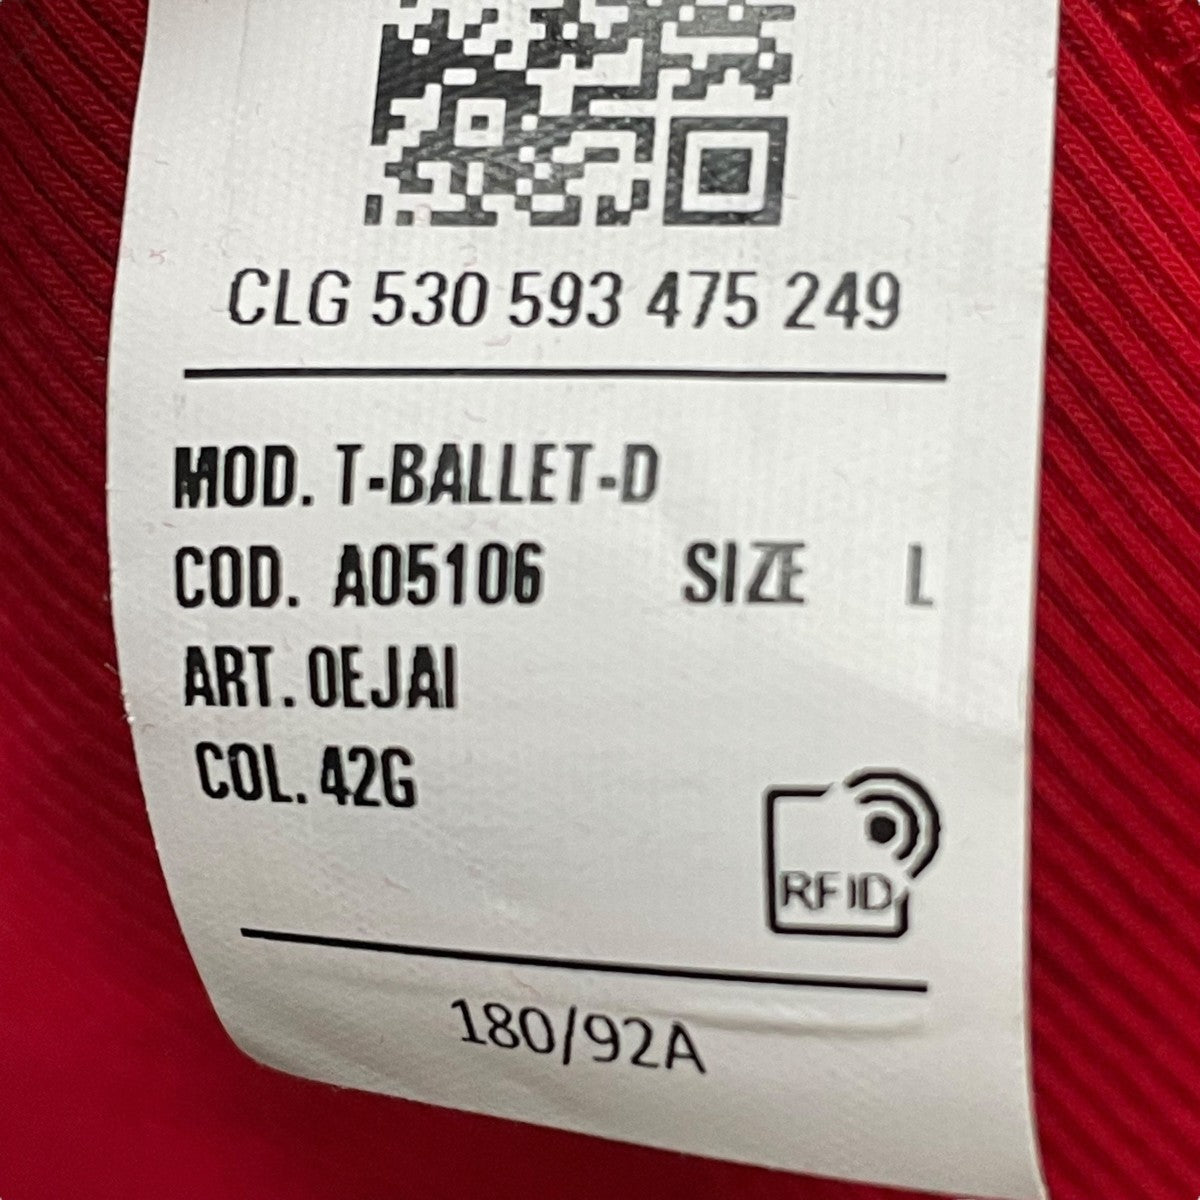 CLG 530 593 475 249
MOD. T-BALLET-D
COD. A05106 SIZE L
ART. 0EJAI
COL. 42G
RFID
180/92A